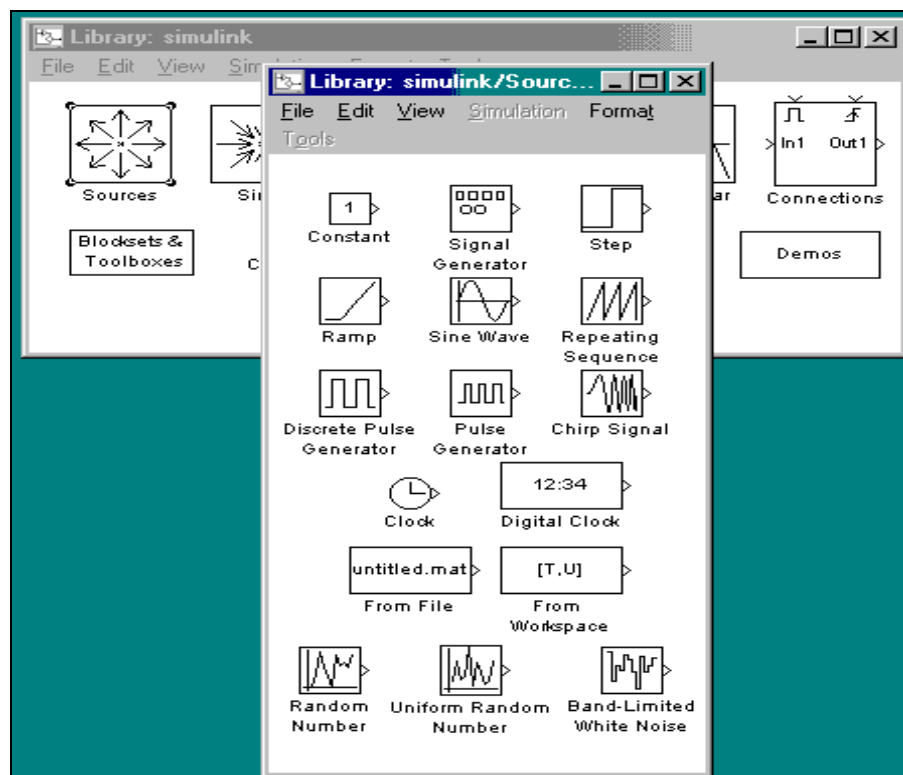 Library: simulink
File Edit View
Sources
In1 Out1
Connections
Blocksets &
Toolboxes
Demos
Library: simulink/Sourc...
File Edit View Simulation Format
Tools
1
Constant
Signal
Generator
Step
Ramp
Sine Wave
Repeating
Sequence
Discrete Pulse
Generator
Pulse
Generator
Chirp Signal
Clock
12:34
Digital Clock
untitled.mat
From File
[T,U]
From
Workspace
Random
Number
Uniform Random
Number
Band-Limited
White Noise